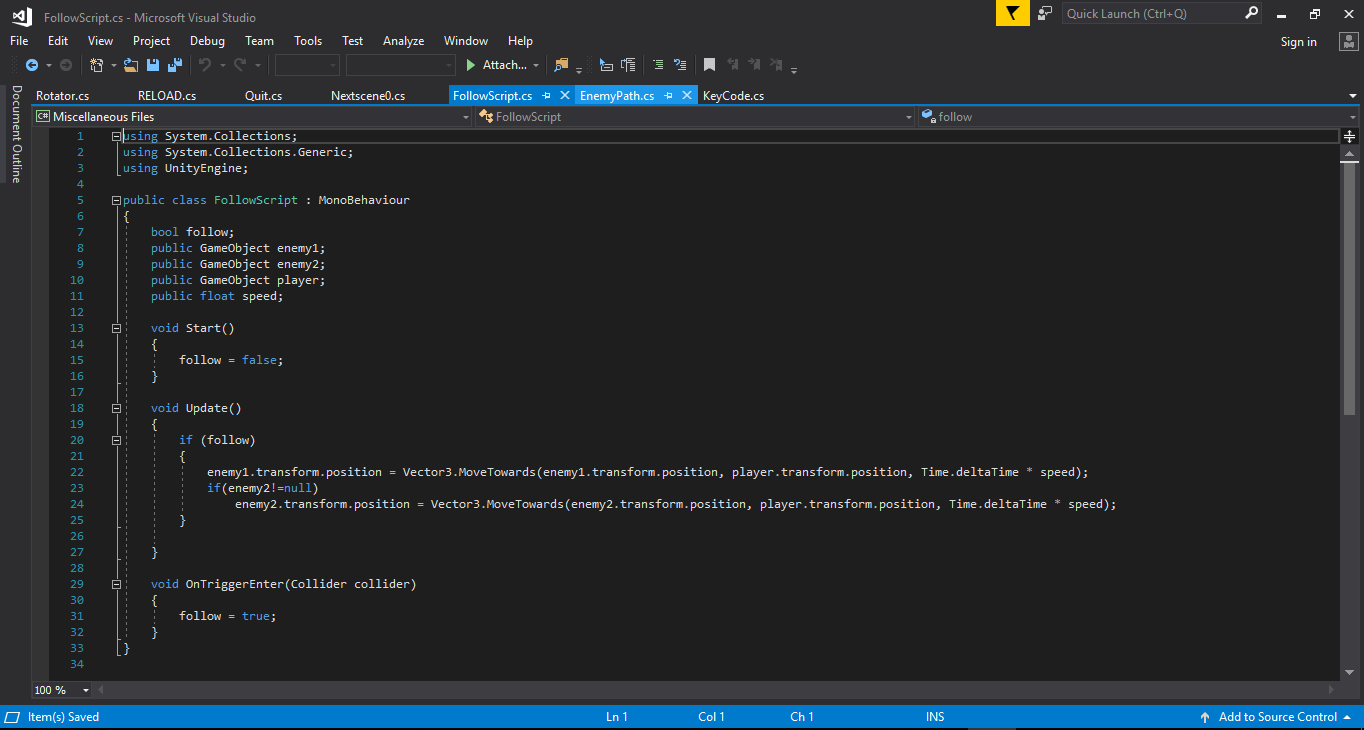 FollowScript.cs - Microsoft Visual Studio
Quick Launch (Ctrl+Q)
File Edit View Project Debug Team Tools Test Analyze Window Help
Sign in
Attach...
Document Outline
Rotator.cs RELOAD.cs Quit.cs Nextscene0.cs FollowScript.cs EnemyPath.cs KeyCode.cs
C# Miscellaneous Files FollowScript follow
1 using System.Collections;
2 using System.Collections.Generic;
3 using UnityEngine;
4
5 public class FollowScript : MonoBehaviour
6 {
7 bool follow;
8 public GameObject enemy1;
9 public GameObject enemy2;
10 public GameObject player;
11 public float speed;
12
13 void Start()
14 {
15 follow = false;
16 }
17
18 void Update()
19 {
20 if (follow)
21 {
22 enemy1.transform.position = Vector3.MoveTowards(enemy1.transform.position, player.transform.position, Time.deltaTime * speed);
23 if(enemy2!=null)
24 enemy2.transform.position = Vector3.MoveTowards(enemy2.transform.position, player.transform.position, Time.deltaTime * speed);
25 }
26
27 }
28
29 void OnTriggerEnter(Collider collider)
30 {
31 follow = true;
32 }
33 }
34
100 %
Item(s) Saved Ln 1 Col 1 Ch 1 INS Add to Source Control